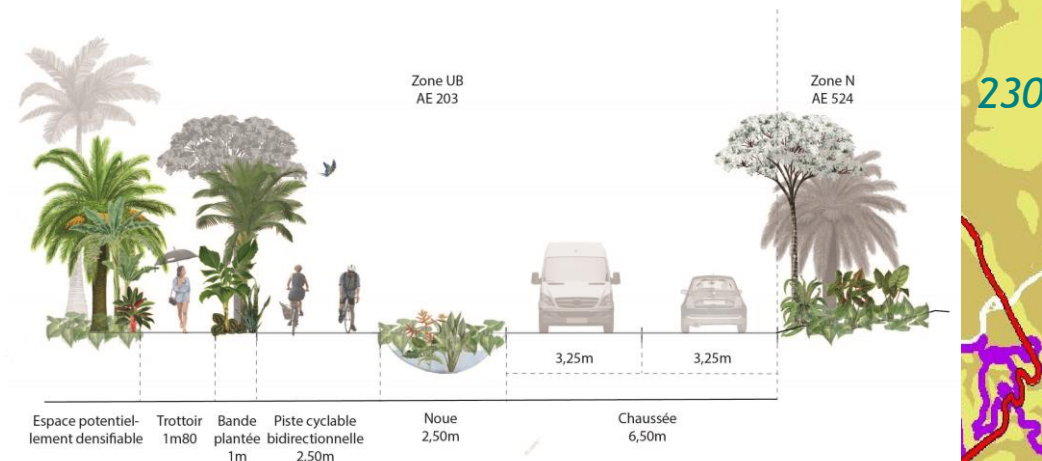 Zone UB
AE 203
Zone N
AE 524
230
3,25m
3,25m
Espace potentiel-
lement densifiable
Trottoir
1m80
Bande
plantée
1m
Piste cyclable
bidirectionnelle
2,50m
Noue
2,50m
Chaussée
6,50m